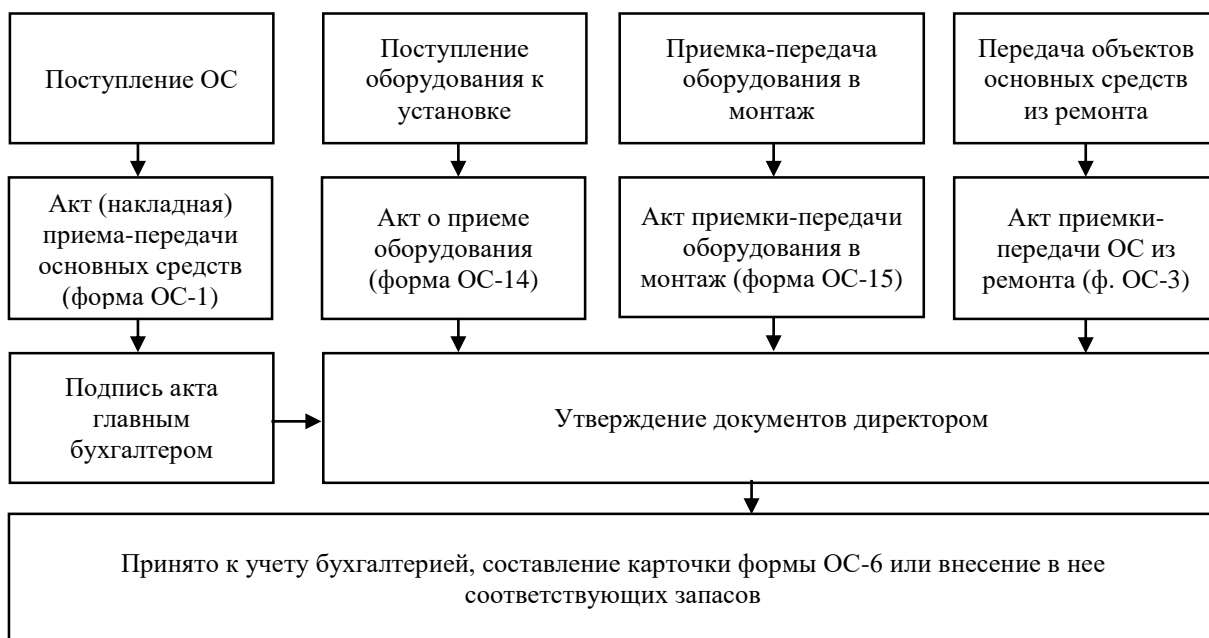 Поступление ОС
Поступление
оборудования к
установке
Приемка-передача
оборудования в
монтаж
Передача объектов
основных средств
из ремонта
Акт (накладная)
приема-передачи
основных средств
(форма ОС-1)
Акт о приеме
оборудования
(форма ОС-14)
Акт приемки-передачи
оборудования в
монтаж (форма ОС-15)
Акт приемки-
передачи ОС из
ремонта (ф. ОС-3)
Подпись акта
главным
бухгалтером
Утверждение документов директором
Принято к учету бухгалтерией, составление карточки формы ОС-6 или внесение в нее
соответствующих запасов